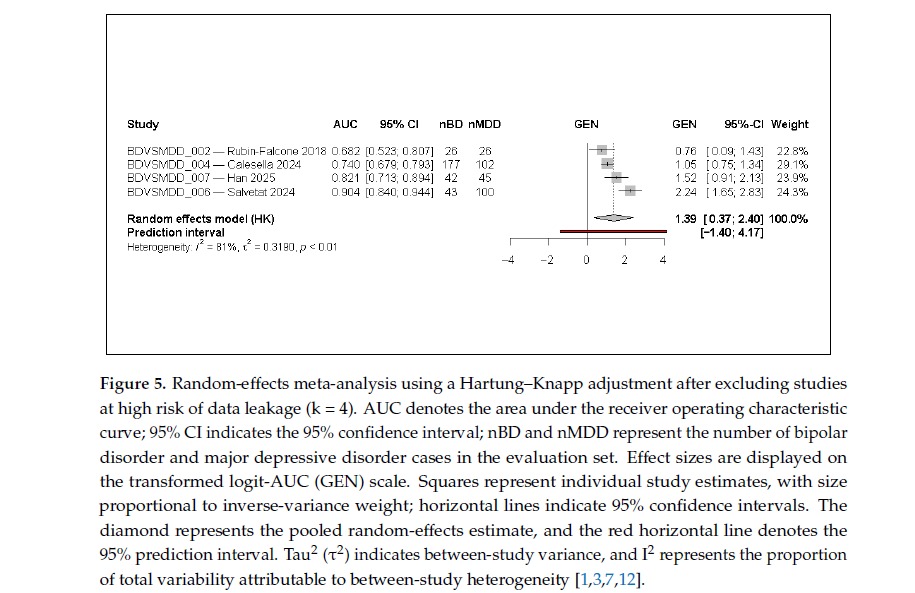 Study AUC 95% CI nBD nMDD GEN GEN 95%-CI Weight
BDVSMDD_002 — Rubin-Falcone 2018 0.682 [0.523; 0.807] 26 26 0.76 [0.09; 1.43] 22.8%
BDVSMDD_004 — Calesella 2024 0.740 [0.679; 0.793] 177 102 1.05 [0.75; 1.34] 29.1%
BDVSMDD_007 — Han 2025 0.821 [0.713; 0.894] 42 45 1.52 [0.91; 2.13] 23.9%
BDVSMDD_006 — Salvetat 2024 0.904 [0.840; 0.944] 43 100 2.24 [1.65; 2.83] 24.3%
Random effects model (HK) 1.39 [0.37; 2.40] 100.0%
Prediction interval [−1.40; 4.17]
Heterogeneity: I² = 81%, τ² = 0.3190, p < 0.01
−4 −2 0 2 4
Figure 5. Random-effects meta-analysis using a Hartung–Knapp adjustment after excluding studies
at high risk of data leakage (k = 4). AUC denotes the area under the receiver operating characteristic
curve; 95% CI indicates the 95% confidence interval; nBD and nMDD represent the number of bipolar
disorder and major depressive disorder cases in the evaluation set. Effect sizes are displayed on
the transformed logit-AUC (GEN) scale. Squares represent individual study estimates, with size
proportional to inverse-variance weight; horizontal lines indicate 95% confidence intervals. The
diamond represents the pooled random-effects estimate, and the red horizontal line denotes the
95% prediction interval. Tau² (τ²) indicates between-study variance, and I² represents the proportion
of total variability attributable to between-study heterogeneity [1,3,7,12].